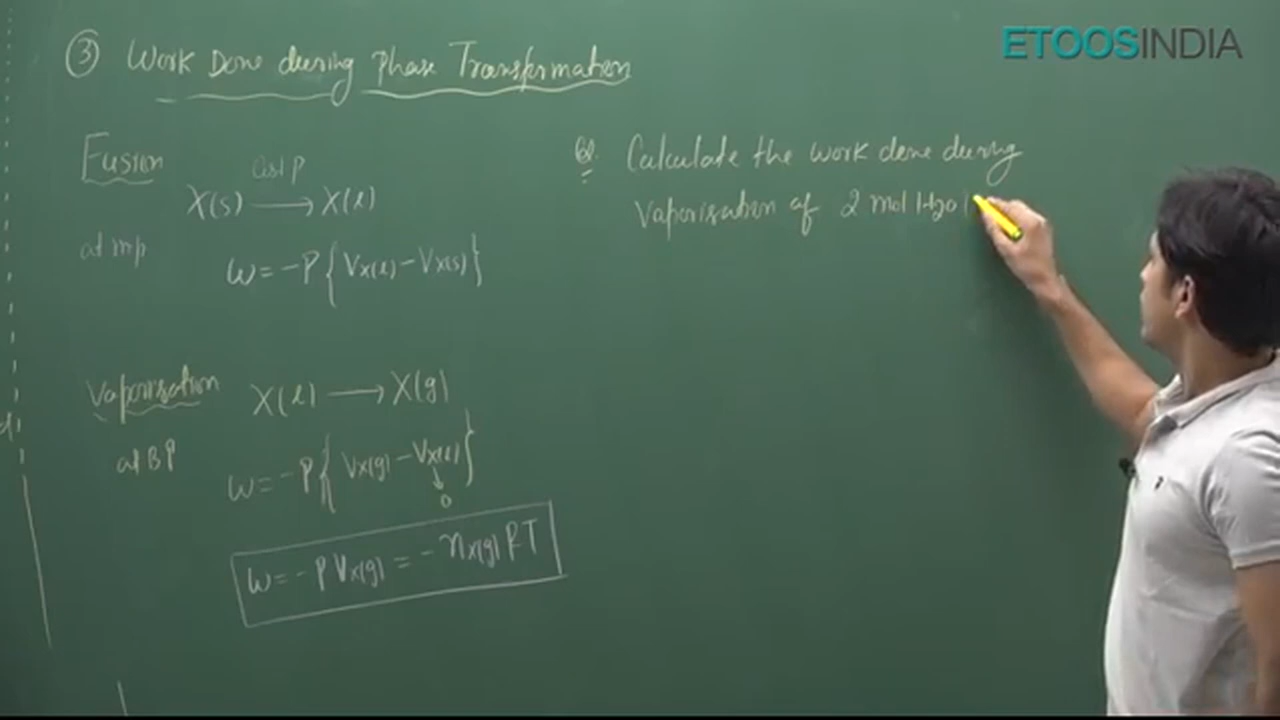 ETOOSINDIA
③ Work Done during Phase Transformation
Fusion
const P
X(s) ⟶ X(l)
at mp
W = -P { Vx(l) - Vx(s) }
Vaporisation X(l) ⟶ X(g)
at BP
W = -P { Vx(g) - Vx(l) }
↓
0
W = -P Vx(g) = -nx(g) RT
Q. Calculate the work done during
Vaporisation of 2 mol H2O